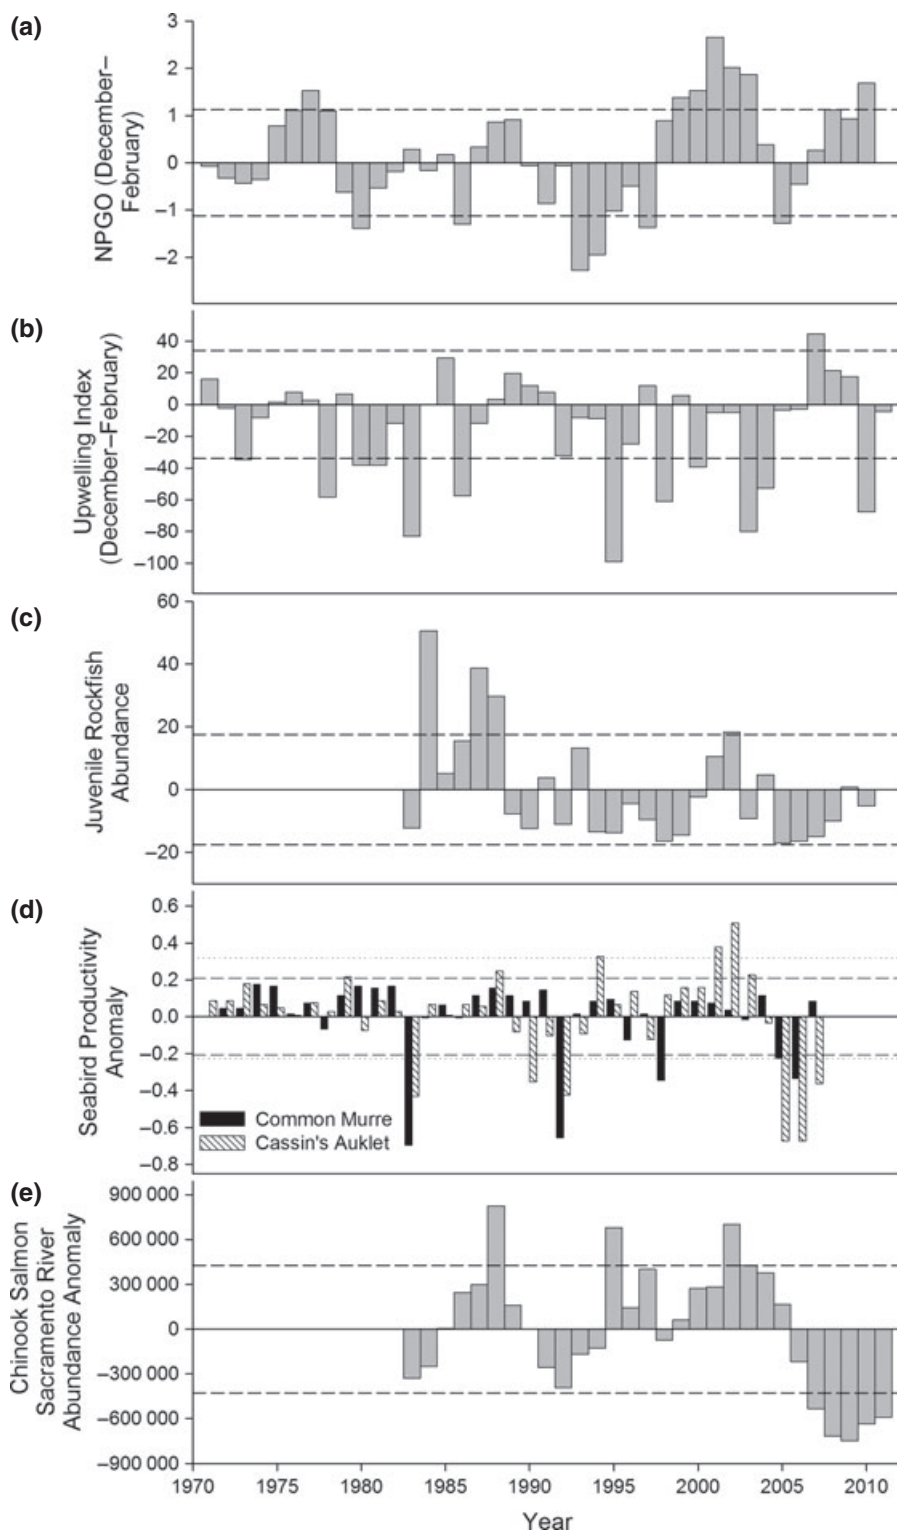 (a)
NPGO (December–
February)
3
2
1
0
−1
−2
(b)
Upwelling Index
(December–February)
40
20
0
−20
−40
−60
−80
−100
(c)
Juvenile Rockfish
Abundance
60
40
20
0
−20
(d)
Seabird Productivity
Anomaly
0.6
0.4
0.2
0.0
−0.2
−0.4
−0.6
−0.8
Common Murre
Cassin's Auklet
(e)
Chinook Salmon
Sacramento River
Abundance Anomaly
900 000
600 000
300 000
0
−300 000
−600 000
−900 000
1970 1975 1980 1985 1990 1995 2000 2005 2010
Year